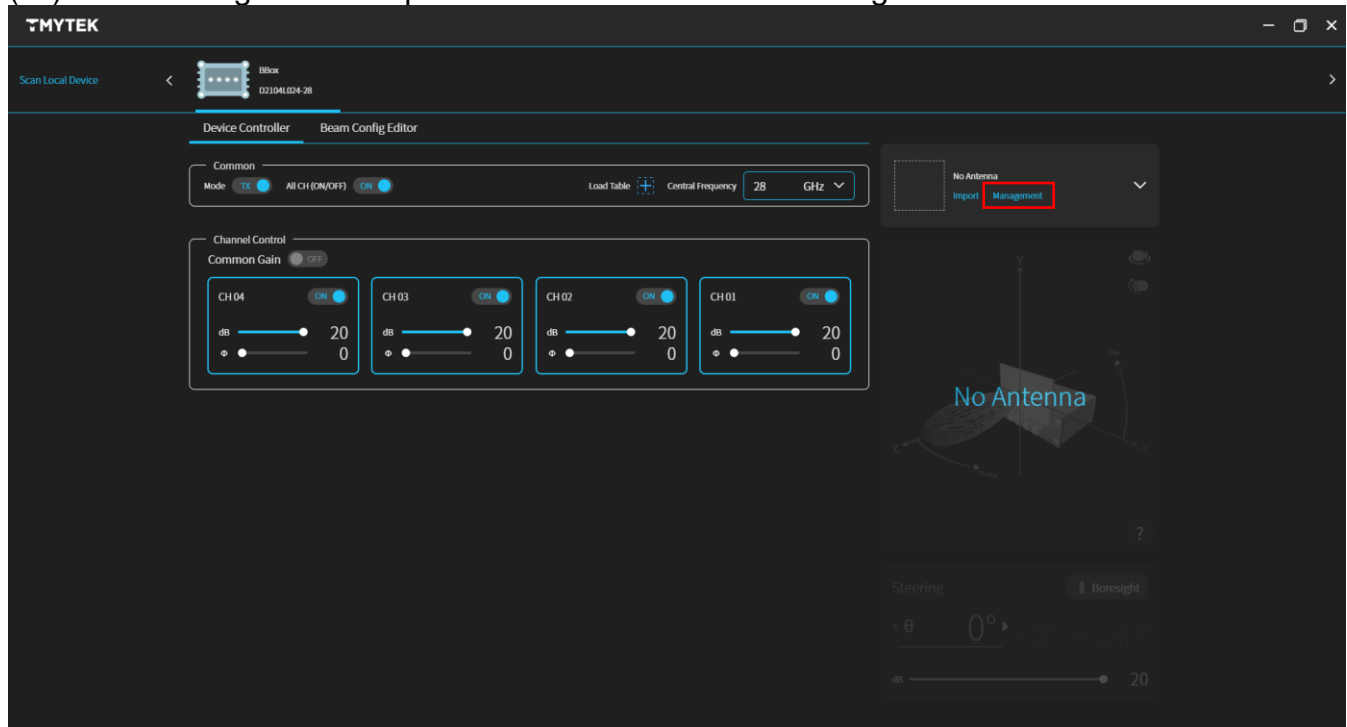 TMYTEK
Scan Local Device
BBox
D2104L024-28
Device Controller Beam Config Editor
Common
Mode TX All CH (ON/OFF) ON Load Table Central Frequency 28 GHz
No Antenna
Import Management
Channel Control
Common Gain OFF
CH 04 ON CH 03 ON CH 02 ON CH 01 ON
dB 20 dB 20 dB 20 dB 20
Φ 0 Φ 0 Φ 0 Φ 0
Y
No Antenna
Z X
?
Steering Boresight
θ 0°
dB 20